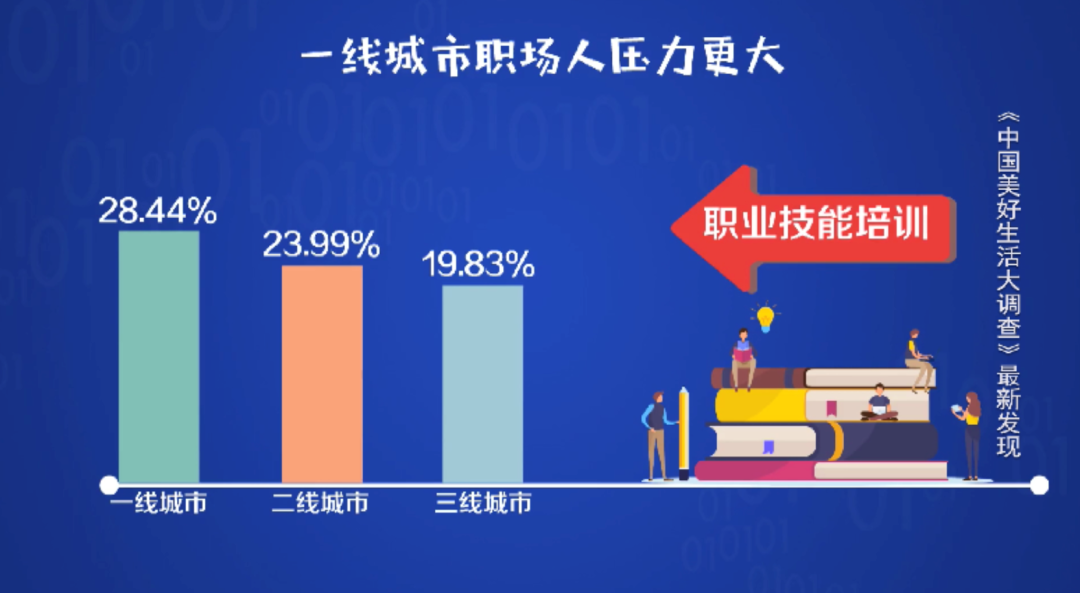 一线城市职场人压力更大
28.44%
23.99%
19.83%
一线城市
二线城市
三线城市
职业技能培训
《中国美好生活大调查》最新发现